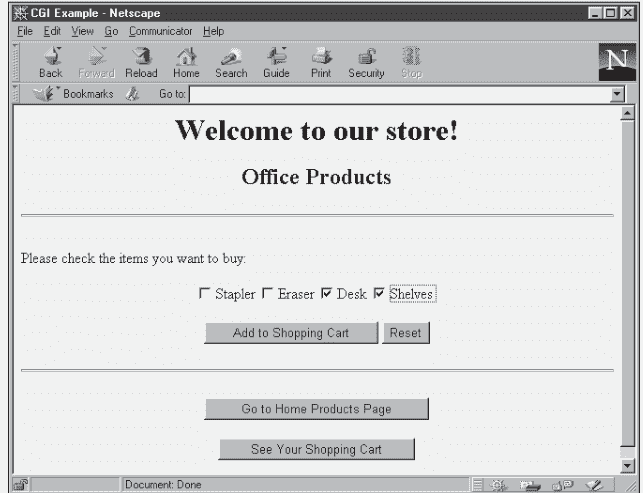 CGI Example - Netscape
File Edit View Go Communicator Help
Back Forward Reload Home Search Guide Print Security Stop
N
Bookmarks Go to:
Welcome to our store!
Office Products
Please check the items you want to buy:
Stapler Eraser Desk Shelves
Add to Shopping Cart Reset
Go to Home Products Page
See Your Shopping Cart
Document: Done